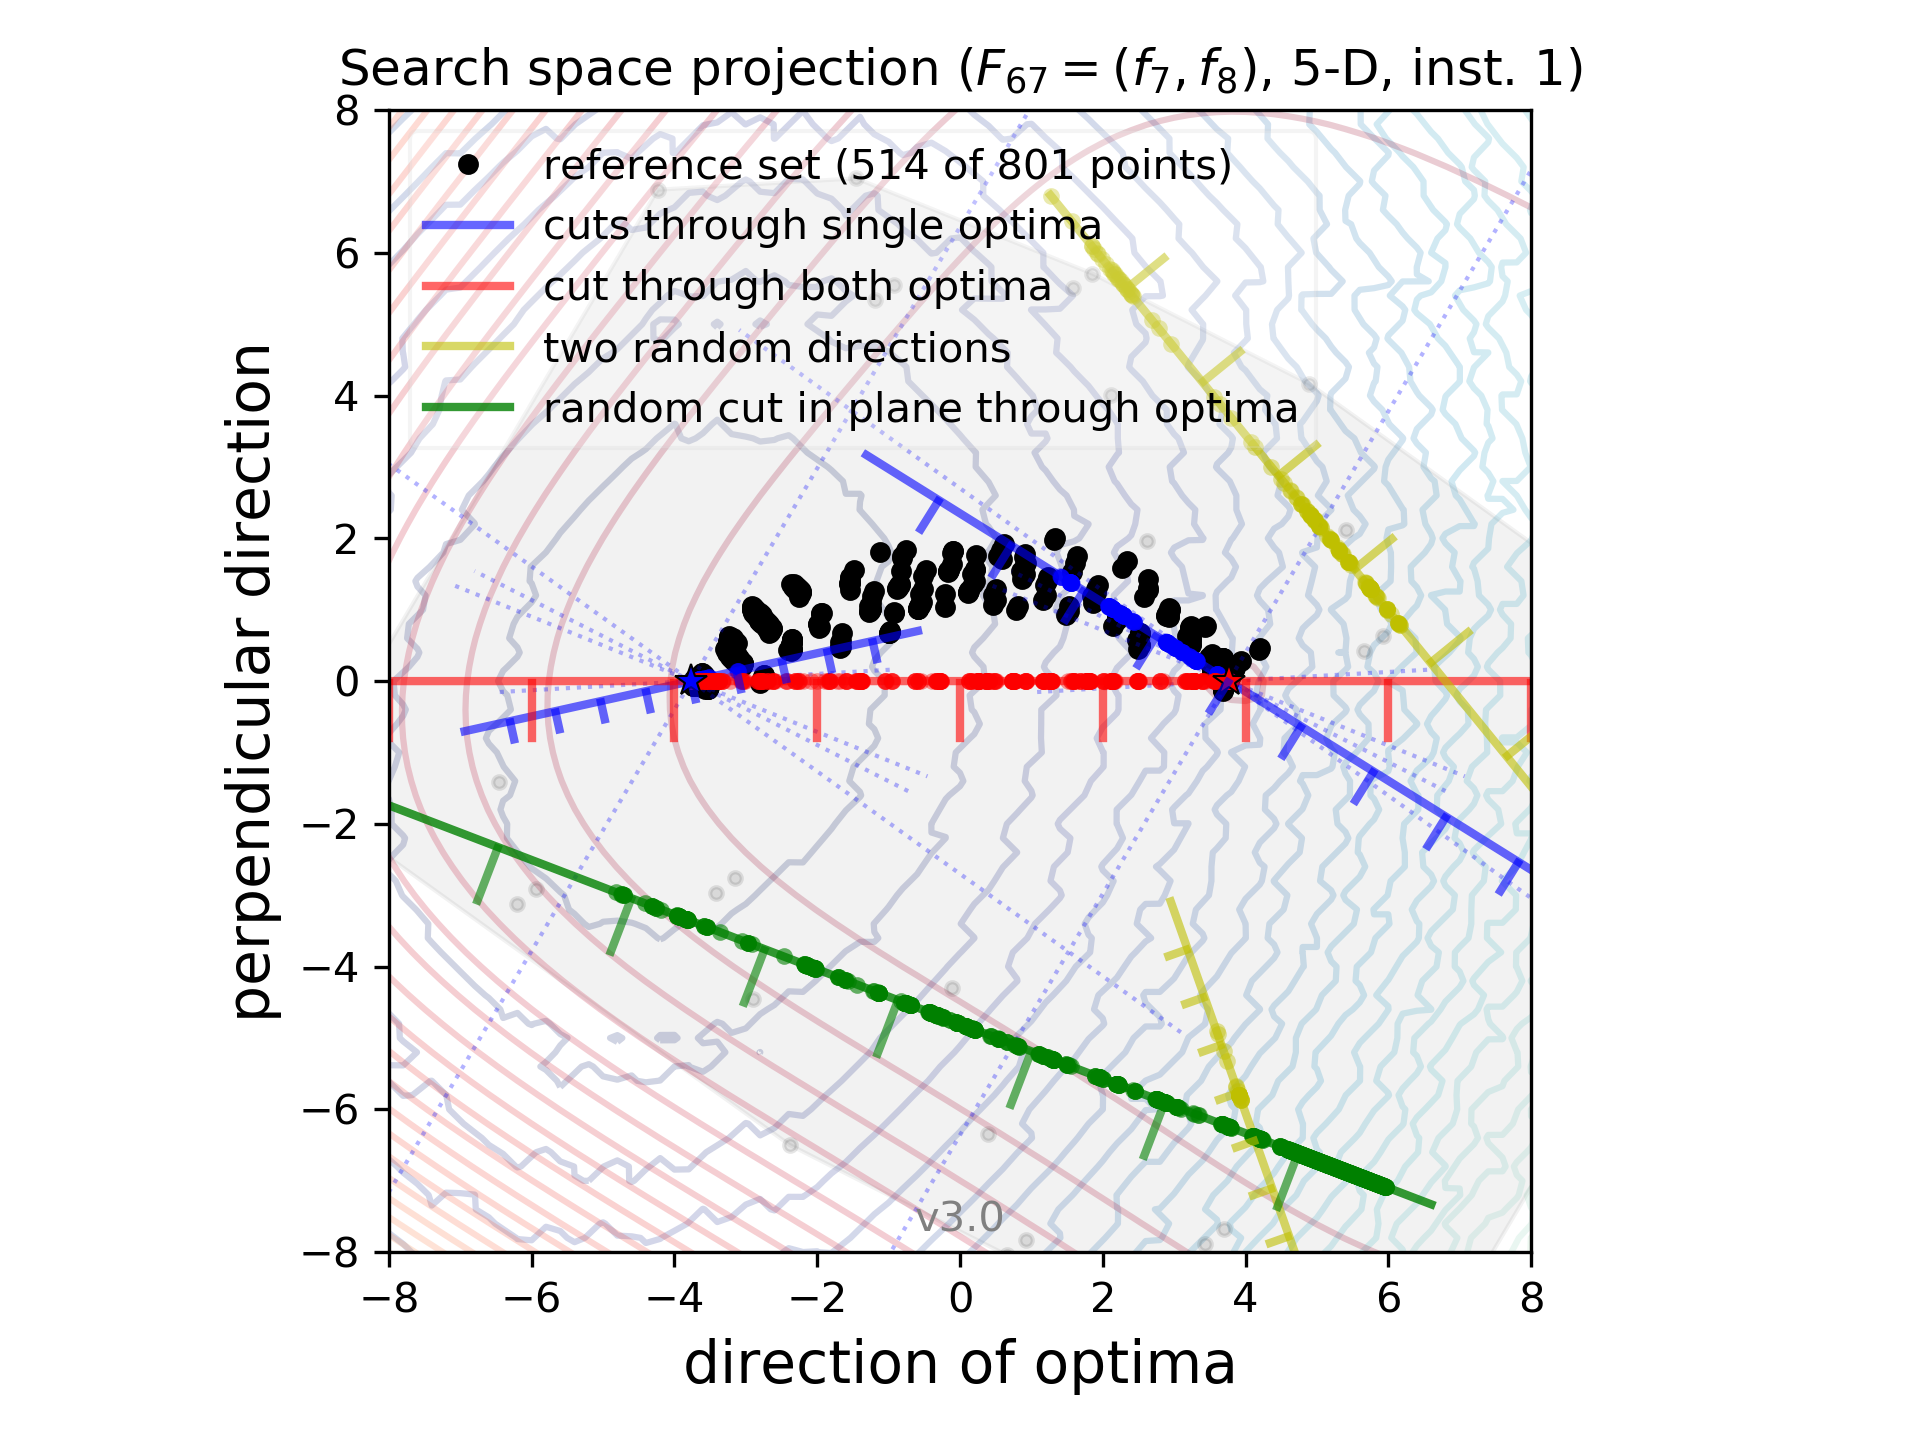 Search space projection (F67 = (f7, f8), 5-D, inst. 1)
8
6
4
2
0
−2
−4
−6
−8
perpendicular direction
reference set (514 of 801 points)
cuts through single optima
cut through both optima
two random directions
random cut in plane through optima
v3.0
−8 −6 −4 −2 0 2 4 6 8
direction of optima